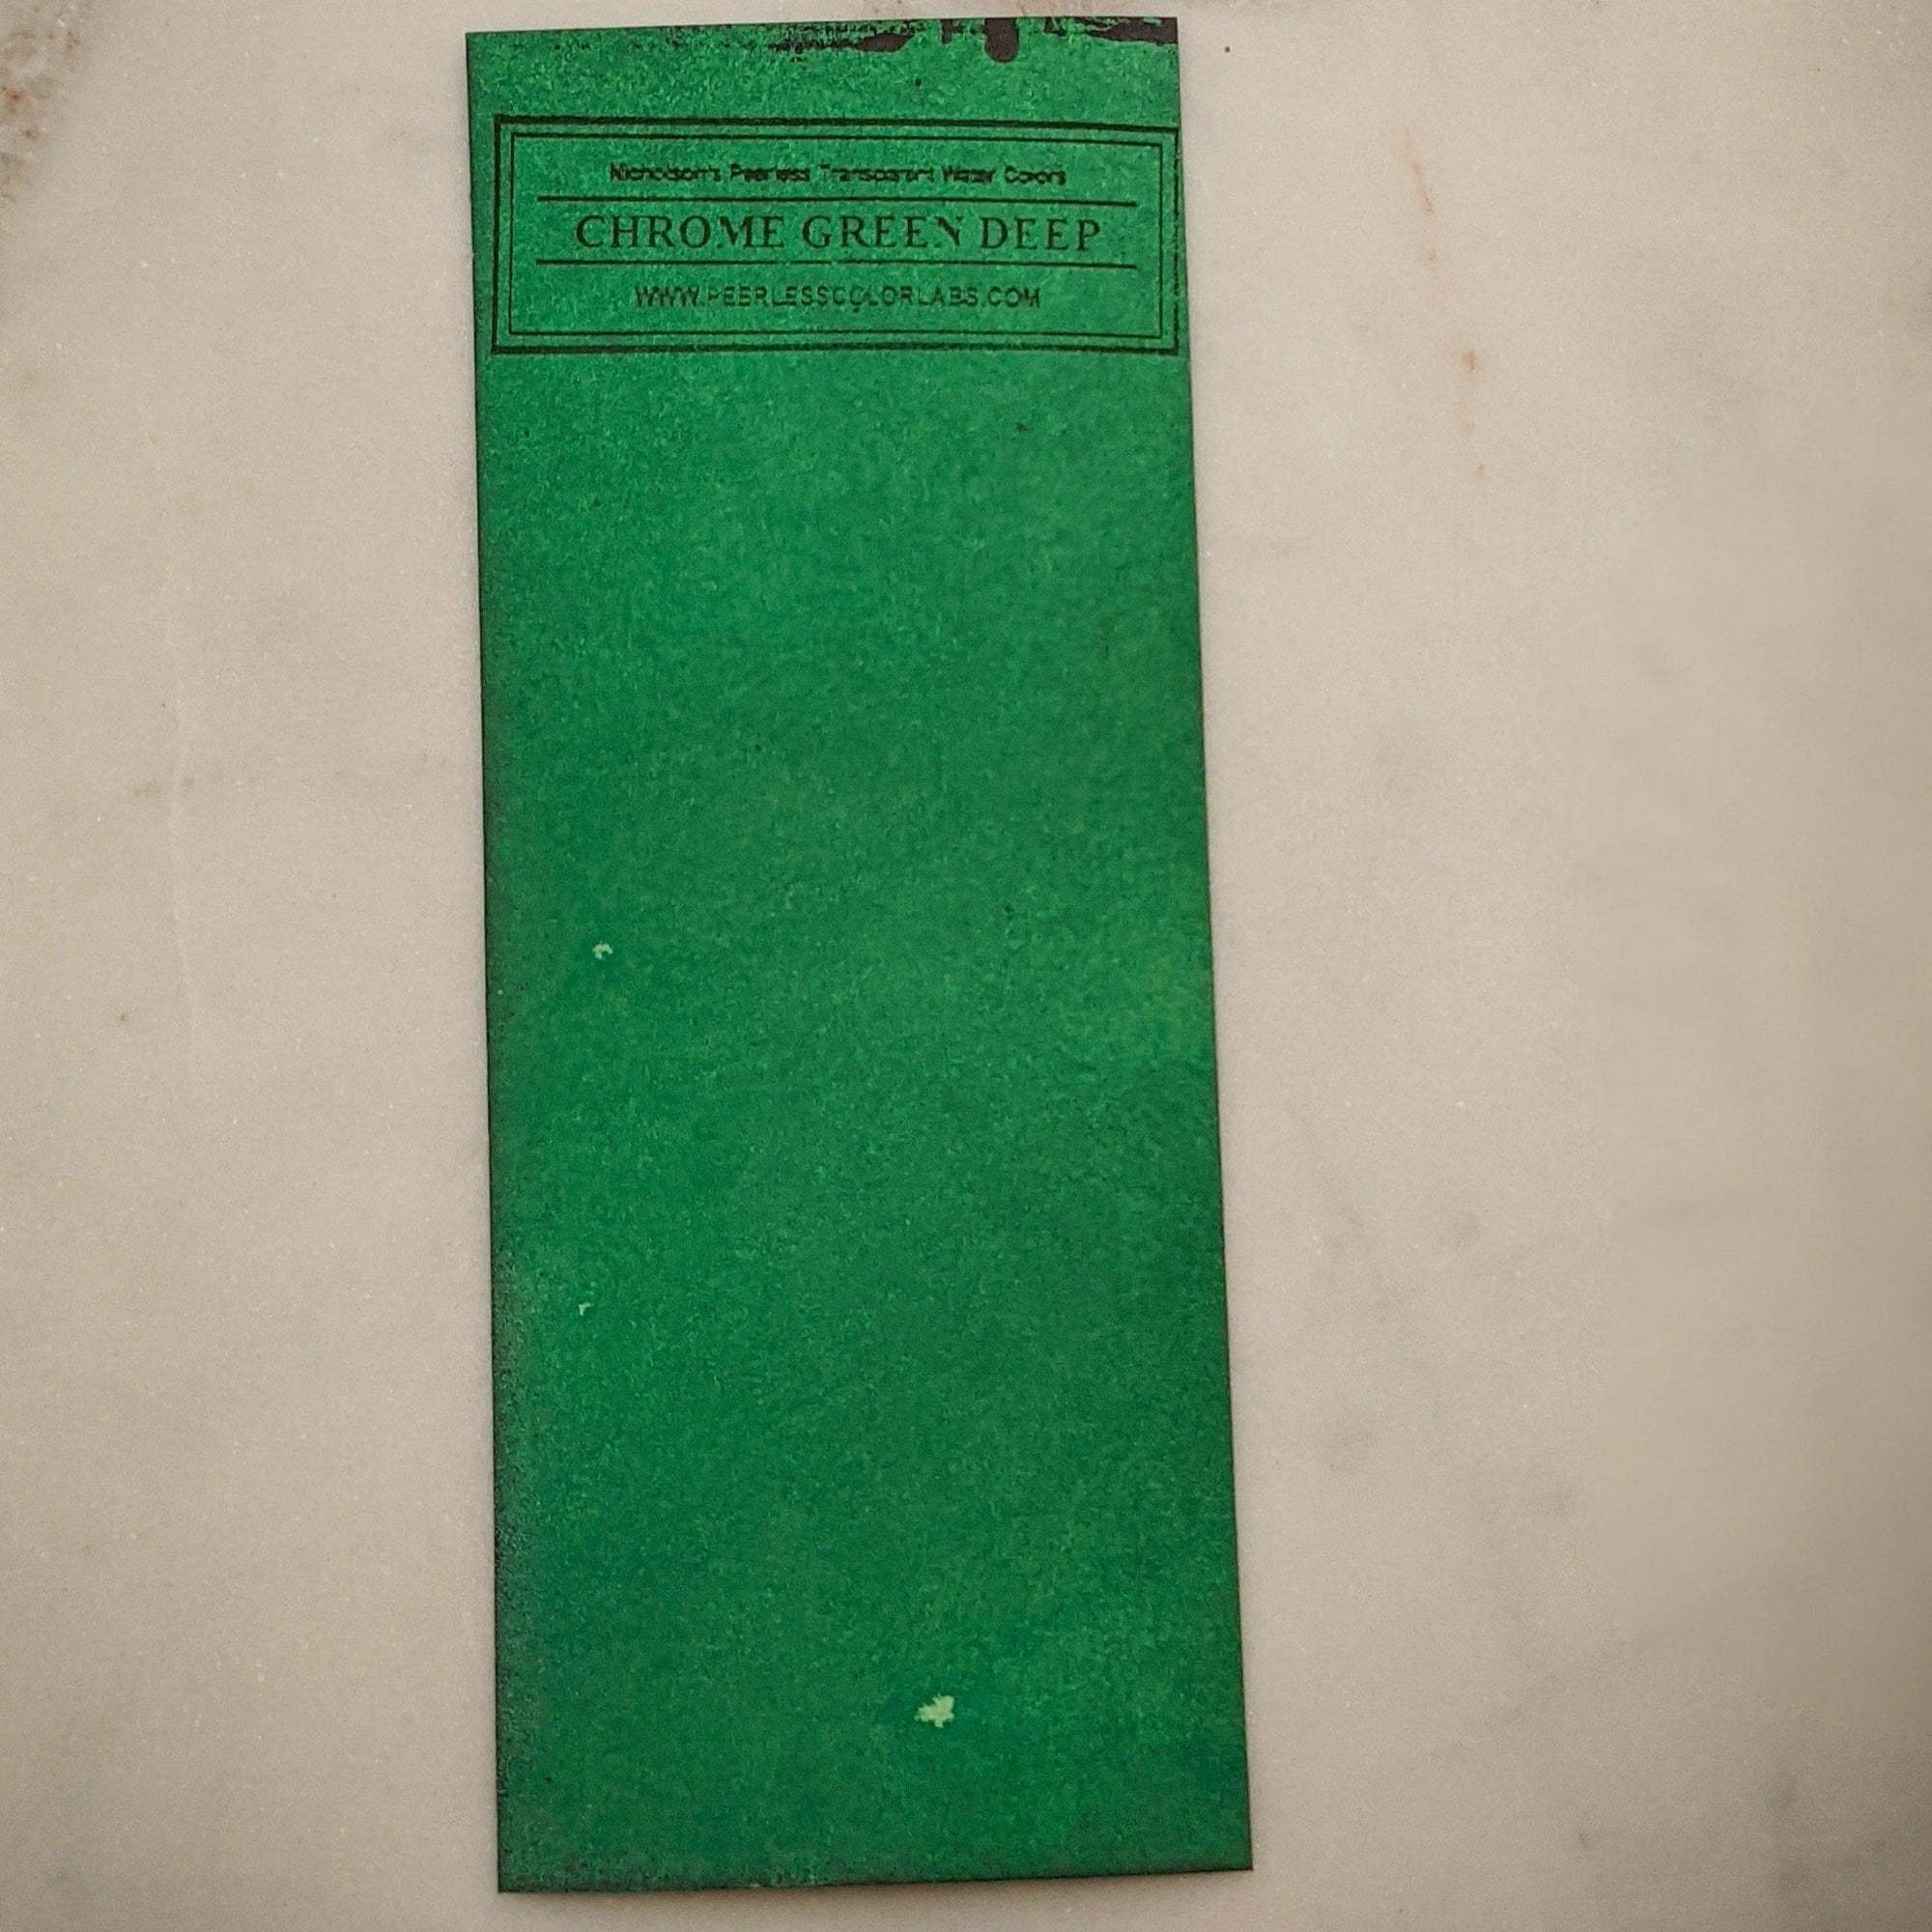 Nicholson's Peerless Transparent Water Colors
CHROME GREEN DEEP
WWW.PEERLESSCOLORLABS.COM